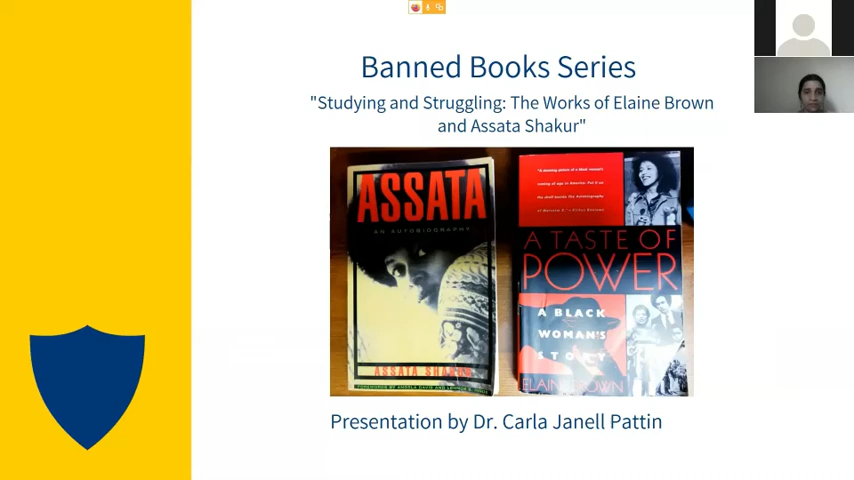 Banned Books Series
"Studying and Struggling: The Works of Elaine Brown
and Assata Shakur"
ASSATA
AN AUTOBIOGRAPHY
ASSATA SHAKUR
A TASTE OF
POWER
A BLACK
WOMAN'S
STORY
ELAINE BROWN
Presentation by Dr. Carla Janell Pattin